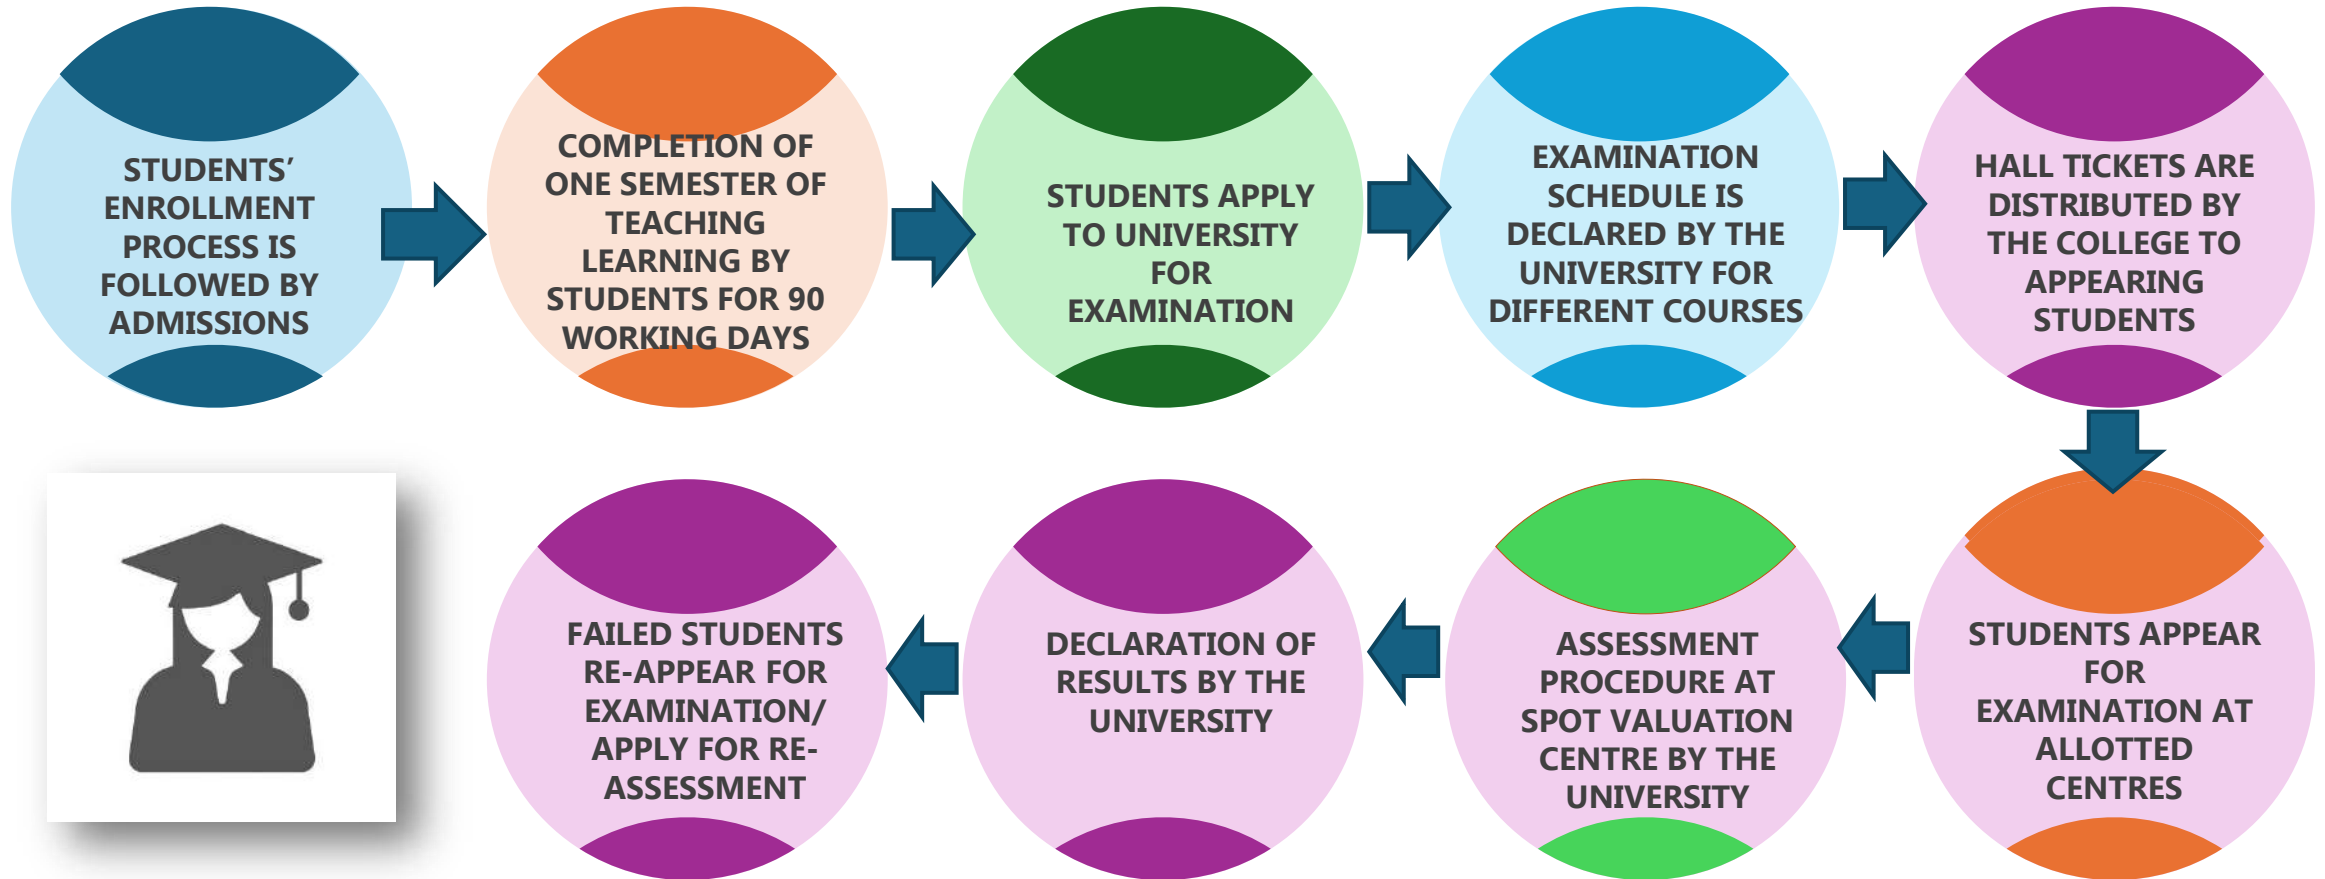 STUDENTS’
ENROLLMENT
PROCESS IS
FOLLOWED BY
ADMISSIONS
COMPLETION OF
ONE SEMESTER OF
TEACHING
LEARNING BY
STUDENTS FOR 90
WORKING DAYS
STUDENTS APPLY
TO UNIVERSITY
FOR
EXAMINATION
EXAMINATION
SCHEDULE IS
DECLARED BY THE
UNIVERSITY FOR
DIFFERENT COURSES
HALL TICKETS ARE
DISTRIBUTED BY
THE COLLEGE TO
APPEARING
STUDENTS
STUDENTS APPEAR
FOR
EXAMINATION AT
ALLOTTED
CENTRES
ASSESSMENT
PROCEDURE AT
SPOT VALUATION
CENTRE BY THE
UNIVERSITY
DECLARATION OF
RESULTS BY THE
UNIVERSITY
FAILED STUDENTS
RE-APPEAR FOR
EXAMINATION/
APPLY FOR RE-
ASSESSMENT